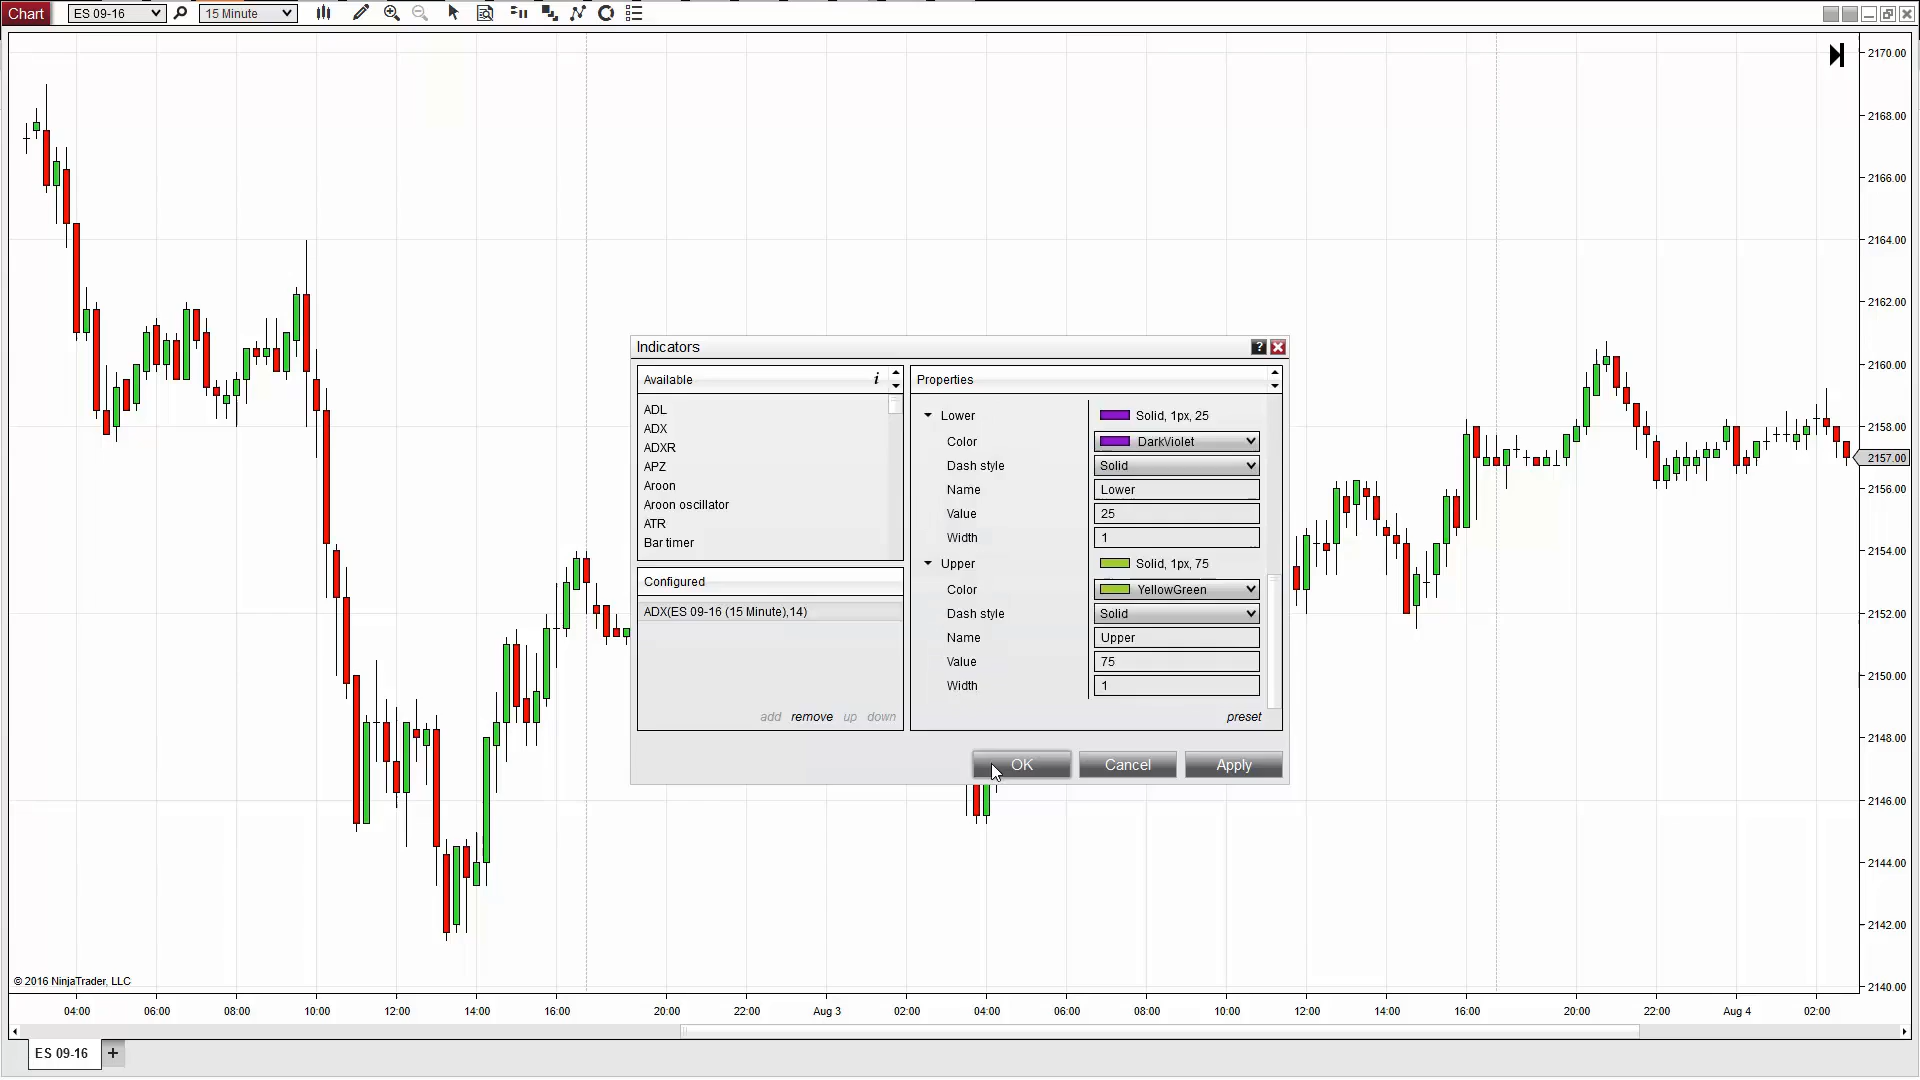 Chart ES 09-16 15 Minute
2170.00
2168.00
2166.00
2164.00
2162.00
2160.00
2158.00
2157.00
2156.00
2154.00
2152.00
2150.00
2148.00
2146.00
2144.00
2142.00
2140.00
Indicators ?
Available i
ADL
ADX
ADXR
APZ
Aroon
Aroon oscillator
ATR
Bar timer
Configured
ADX(ES 09-16 (15 Minute),14)
add remove up down
Properties
Lower Solid, 1px, 25
Color DarkViolet
Dash style Solid
Name Lower
Value 25
Width 1
Upper Solid, 1px, 75
Color YellowGreen
Dash style Solid
Name Upper
Value 75
Width 1
preset
OK Cancel Apply
© 2016 NinjaTrader, LLC
04:00 06:00 08:00 10:00 12:00 14:00 16:00 20:00 22:00 Aug 3 02:00 04:00 06:00 08:00 10:00 12:00 14:00 16:00 20:00 22:00 Aug 4 02:00
ES 09-16 +